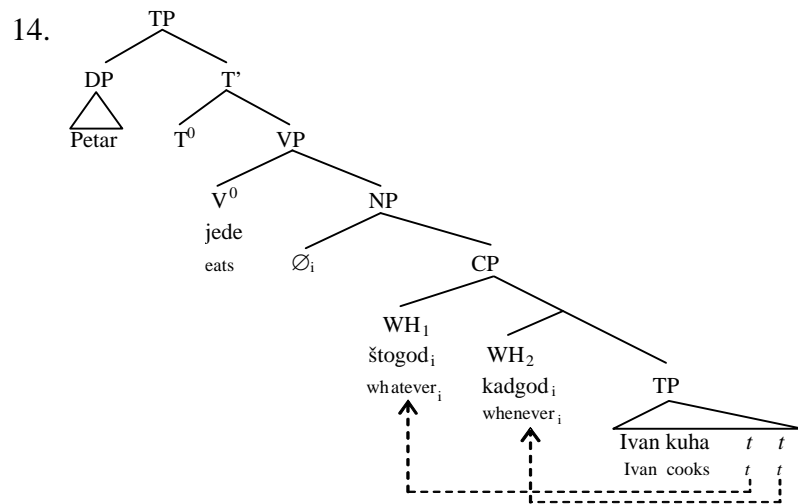 14.
TP
DP T’
Petar T⁰ VP
V⁰ NP
jede
eats ∅ᵢ CP
WH₁ WH₂
štogodᵢ kadgodᵢ TP
whateverᵢ wheneverᵢ
Ivan kuha t t
Ivan cooks t t